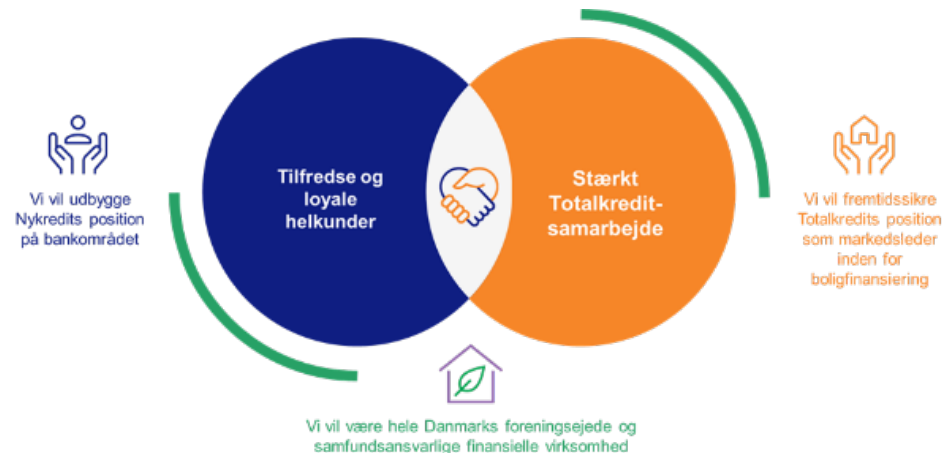 Vi vil udbygge
Nykredits position
på bankområdet
Tilfredse og
loyale
helkunder
Stærkt
Totalkredit-
samarbejde
Vi vil fremtidssikre
Totalkredits position
som markedsleder
inden for
boligfinansiering
Vi vil være hele Danmarks foreningsejede og
samfundsansvarlige finansielle virksomhed